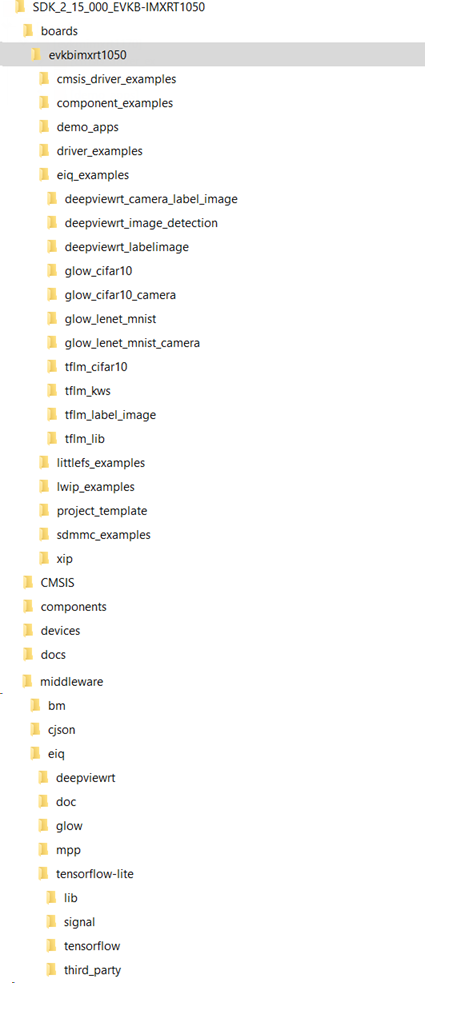 SDK_2_15_000_EVKB-IMXRT1050
boards
evkbimxrt1050
cmsis_driver_examples
component_examples
demo_apps
driver_examples
eiq_examples
deepviewrt_camera_label_image
deepviewrt_image_detection
deepviewrt_labelimage
glow_cifar10
glow_cifar10_camera
glow_lenet_mnist
glow_lenet_mnist_camera
tflm_cifar10
tflm_kws
tflm_label_image
tflm_lib
littlefs_examples
lwip_examples
project_template
sdmmc_examples
xip
CMSIS
components
devices
docs
middleware
bm
cjson
eiq
deepviewrt
doc
glow
mpp
tensorflow-lite
lib
signal
tensorflow
third_party